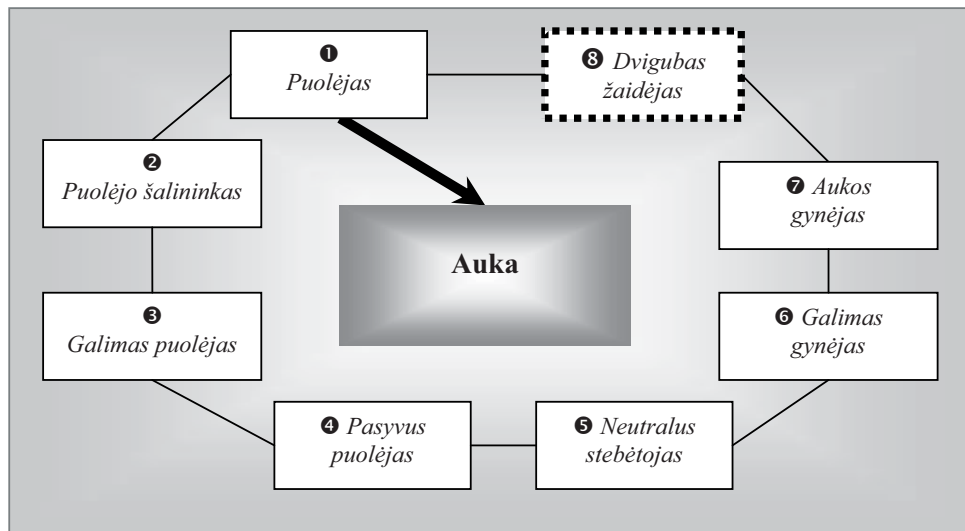 ❶
Puolėjas
❽ Dvigubas
žaidėjas
❷
Puolėjo šalininkas
❼ Aukos
gynėjas
Auka
❸
Galimas puolėjas
❻ Galimas
gynėjas
❹ Pasyvus
puolėjas
❺ Neutralus
stebėtojas